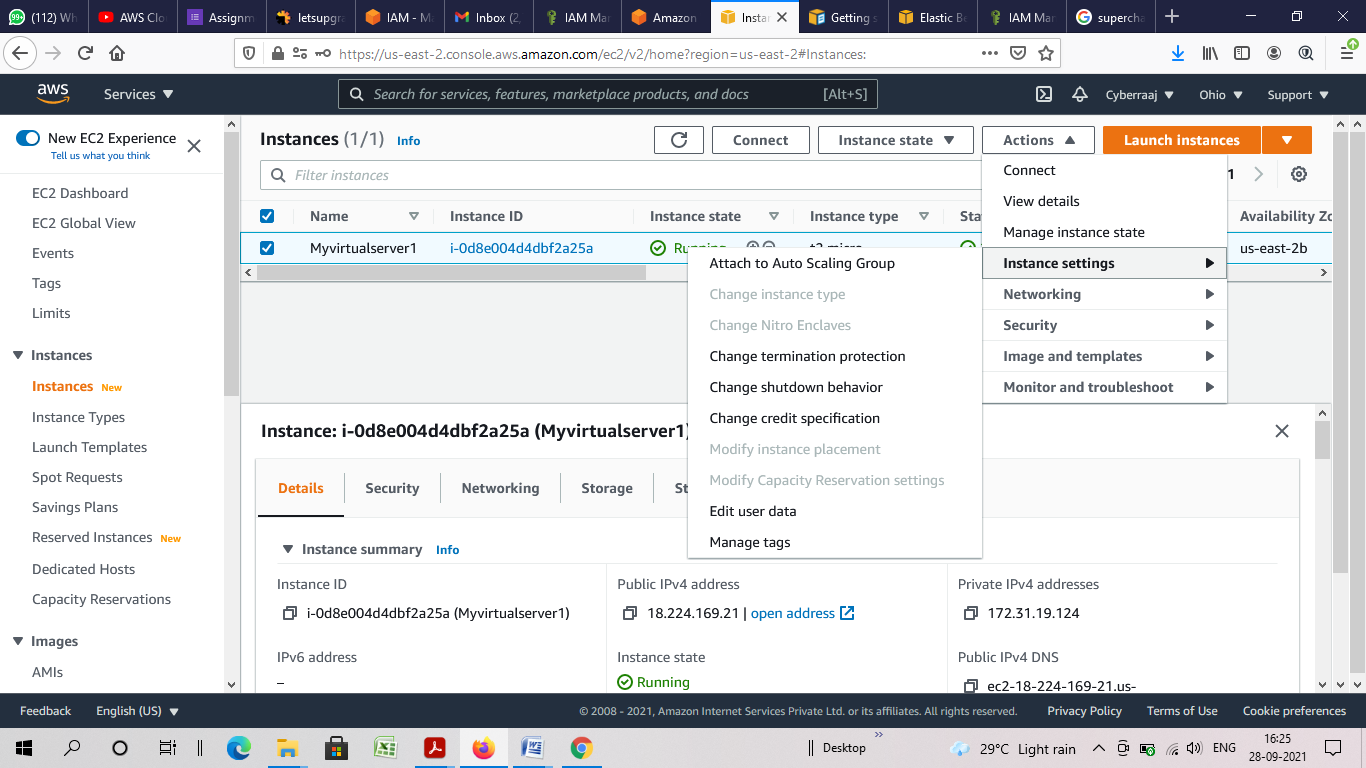 (112) Wh
AWS Clo
Assignm
letsupgra
IAM - Ma
Inbox (2,
IAM Mar
Amazon
Instan
Getting s
Elastic Be
IAM Mar
supercha
https://us-east-2.console.aws.amazon.com/ec2/v2/home?region=us-east-2#Instances:
aws
Services
Search for services, features, marketplace products, and docs
[Alt+S]
Cyberraaj
Ohio
Support
New EC2 Experience
Tell us what you think
EC2 Dashboard
EC2 Global View
Events
Tags
Limits
Instances
Instances New
Instance Types
Launch Templates
Spot Requests
Savings Plans
Reserved Instances New
Dedicated Hosts
Capacity Reservations
Images
AMIs
Instances (1/1) Info
Connect
Instance state
Actions
Launch instances
Filter instances
1
Name
Instance ID
Instance state
Instance type
Availability Zo
Myvirtualserver1
i-0d8e004d4dbf2a25a
Running
t2.micro
us-east-2b
Connect
View details
Manage instance state
Instance settings
Networking
Security
Image and templates
Monitor and troubleshoot
Attach to Auto Scaling Group
Change instance type
Change Nitro Enclaves
Change termination protection
Change shutdown behavior
Change credit specification
Modify instance placement
Modify Capacity Reservation settings
Edit user data
Manage tags
Instance: i-0d8e004d4dbf2a25a (Myvirtualserver1)
Details
Security
Networking
Storage
St
Instance summary Info
Instance ID
i-0d8e004d4dbf2a25a (Myvirtualserver1)
Public IPv4 address
18.224.169.21 | open address
Private IPv4 addresses
172.31.19.124
IPv6 address
–
Instance state
Running
Public IPv4 DNS
ec2-18-224-169-21.us-
Feedback
English (US)
© 2008 - 2021, Amazon Internet Services Private Ltd. or its affiliates. All rights reserved.
Privacy Policy
Terms of Use
Cookie preferences
Desktop
29°C Light rain
ENG
16:25
28-09-2021